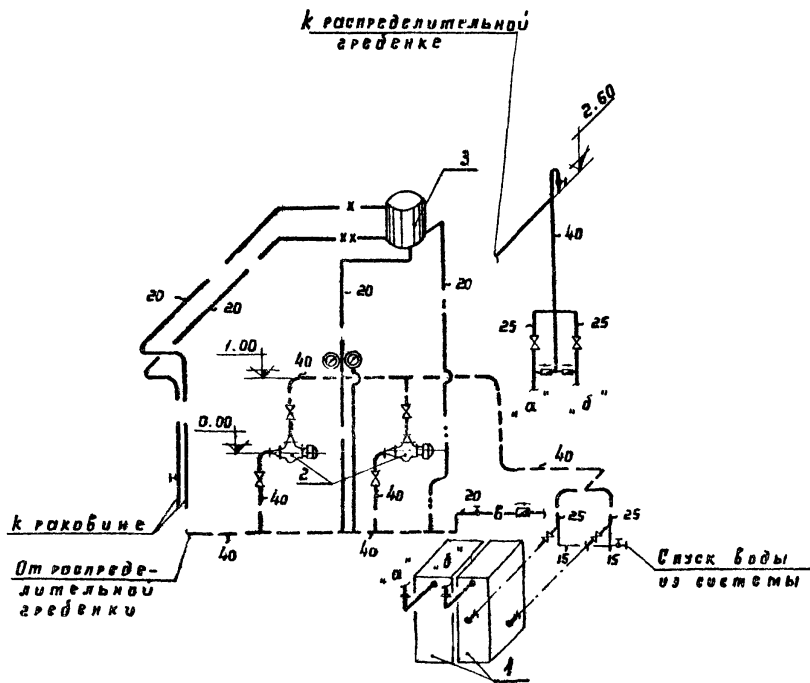 К распределительной
гребенке
2.60
3
х
хх
40
20
20
20
20
25
25
1.00
40
„а"
„б"
0.00
2
40
40
40
20
в
25
25
К раковине
40
40
15
15
Спуск воды
из системы
От распреде-
лительной
гребенки
„а"
„б"
1